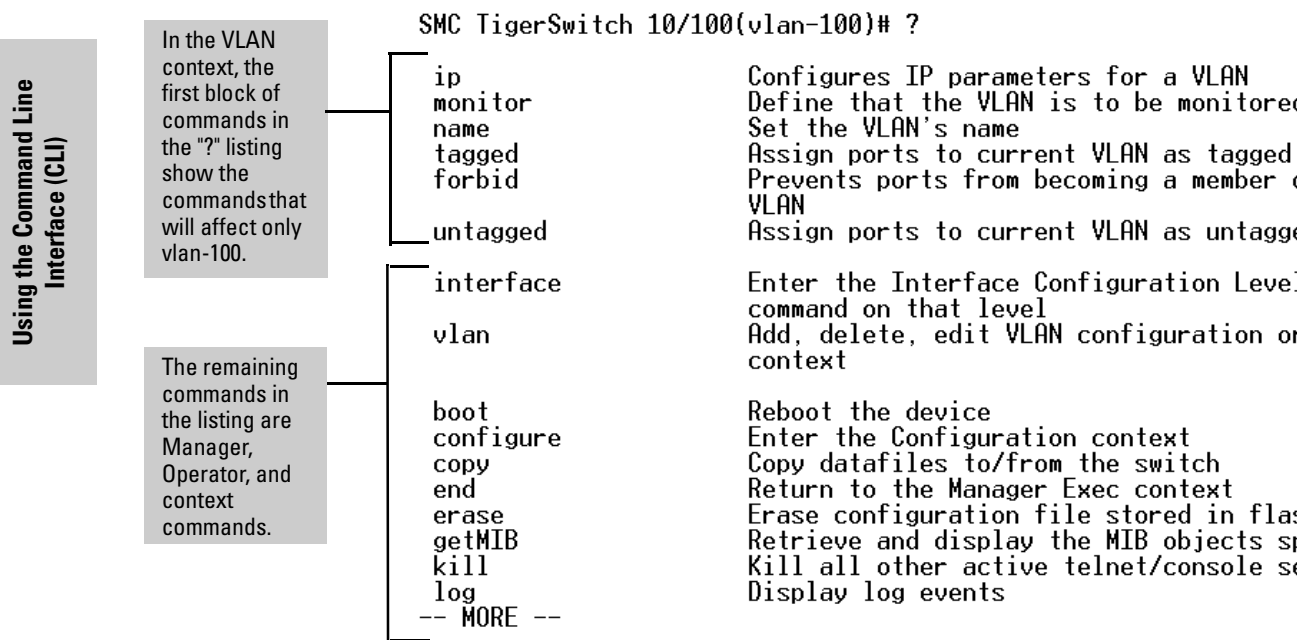 Using the Command Line
Interface (CLI)
In the VLAN
context, the
first block of
commands in
the "?" listing
show the
commands that
will affect only
vlan-100.
The remaining
commands in
the listing are
Manager,
Operator, and
context
commands.
SMC TigerSwitch 10/100(vlan-100)# ?
ip Configures IP parameters for a VLAN
monitor Define that the VLAN is to be monitored
name Set the VLAN's name
tagged Assign ports to current VLAN as tagged
forbid Prevents ports from becoming a member
VLAN
untagged Assign ports to current VLAN as
interface Enter the Interface Configuration
command on that level
vlan Add, delete, edit VLAN configuration
context
boot Reboot the device
configure Enter the Configuration context
copy Copy datafiles to/from the switch
end Return to the Manager Exec context
erase Erase configuration file stored in
getMIB Retrieve and display the MIB objects
kill Kill all other active telnet/console
log Display log events
-- MORE --